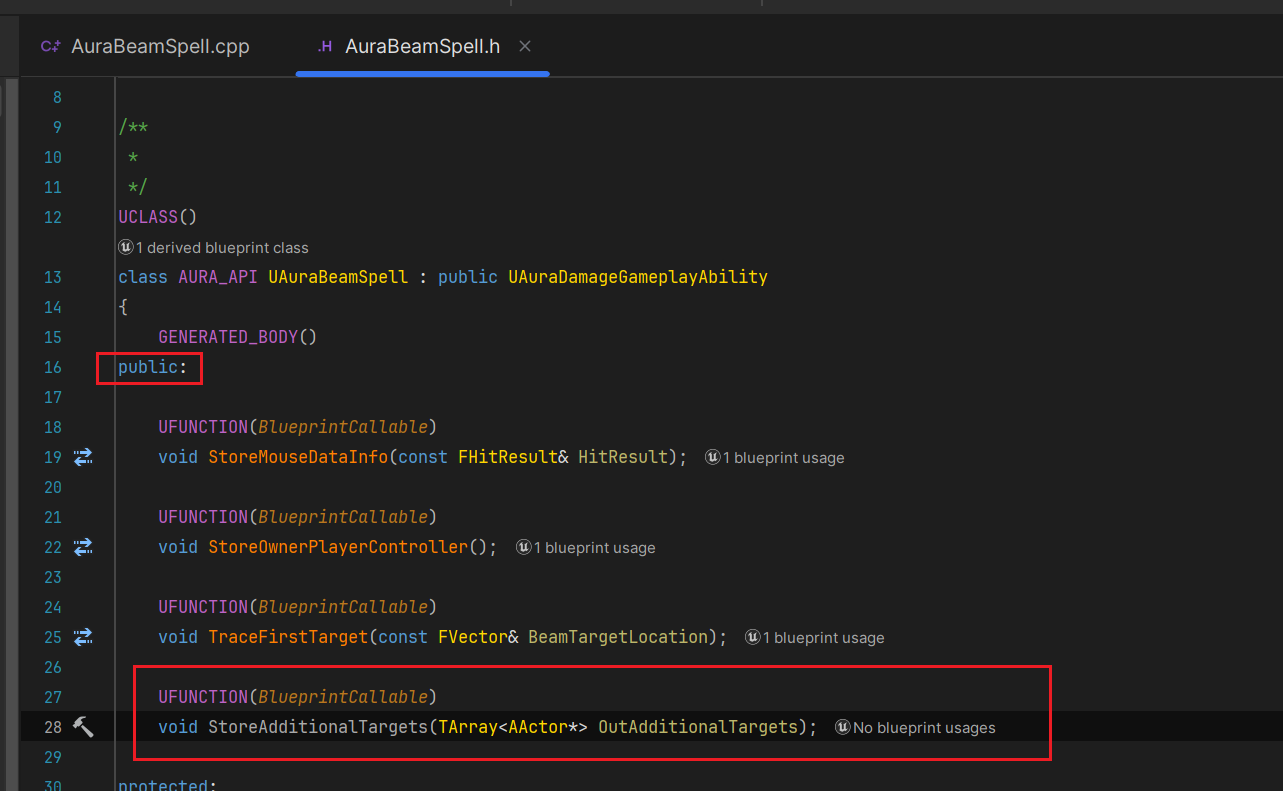 AuraBeamSpell.cpp
.H AuraBeamSpell.h
8
9 /**
10 *
11 */
12 UCLASS()
1 derived blueprint class
13 class AURA_API UAuraBeamSpell : public UAuraDamageGameplayAbility
14 {
15 GENERATED_BODY()
16 public:
17
18 UFUNCTION(BlueprintCallable)
19 void StoreMouseDataInfo(const FHitResult& HitResult); 1 blueprint usage
20
21 UFUNCTION(BlueprintCallable)
22 void StoreOwnerPlayerController(); 1 blueprint usage
23
24 UFUNCTION(BlueprintCallable)
25 void TraceFirstTarget(const FVector& BeamTargetLocation); 1 blueprint usage
26
27 UFUNCTION(BlueprintCallable)
28 void StoreAdditionalTargets(TArray<AActor*> OutAdditionalTargets); No blueprint usages
29
30 protected: